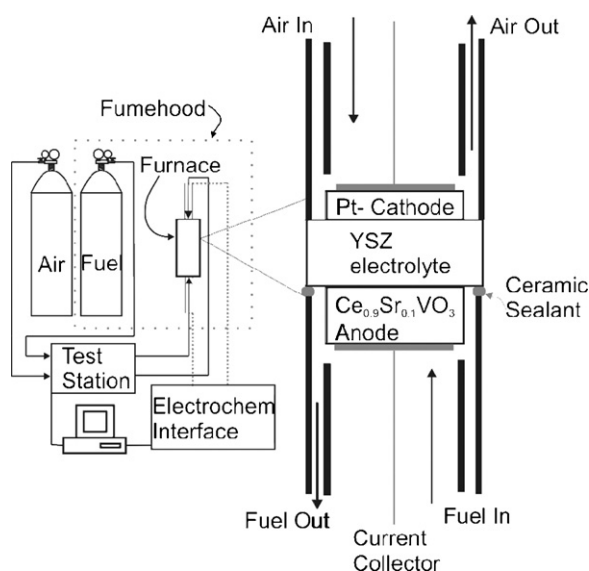 Air In
Air Out
Fumehood
Furnace
Air
Fuel
Test
Station
Electrochem
Interface
Pt- Cathode
YSZ
electrolyte
Ce₀.₉Sr₀.₁VO₃
Anode
Ceramic
Sealant
Fuel Out
Fuel In
Current
Collector